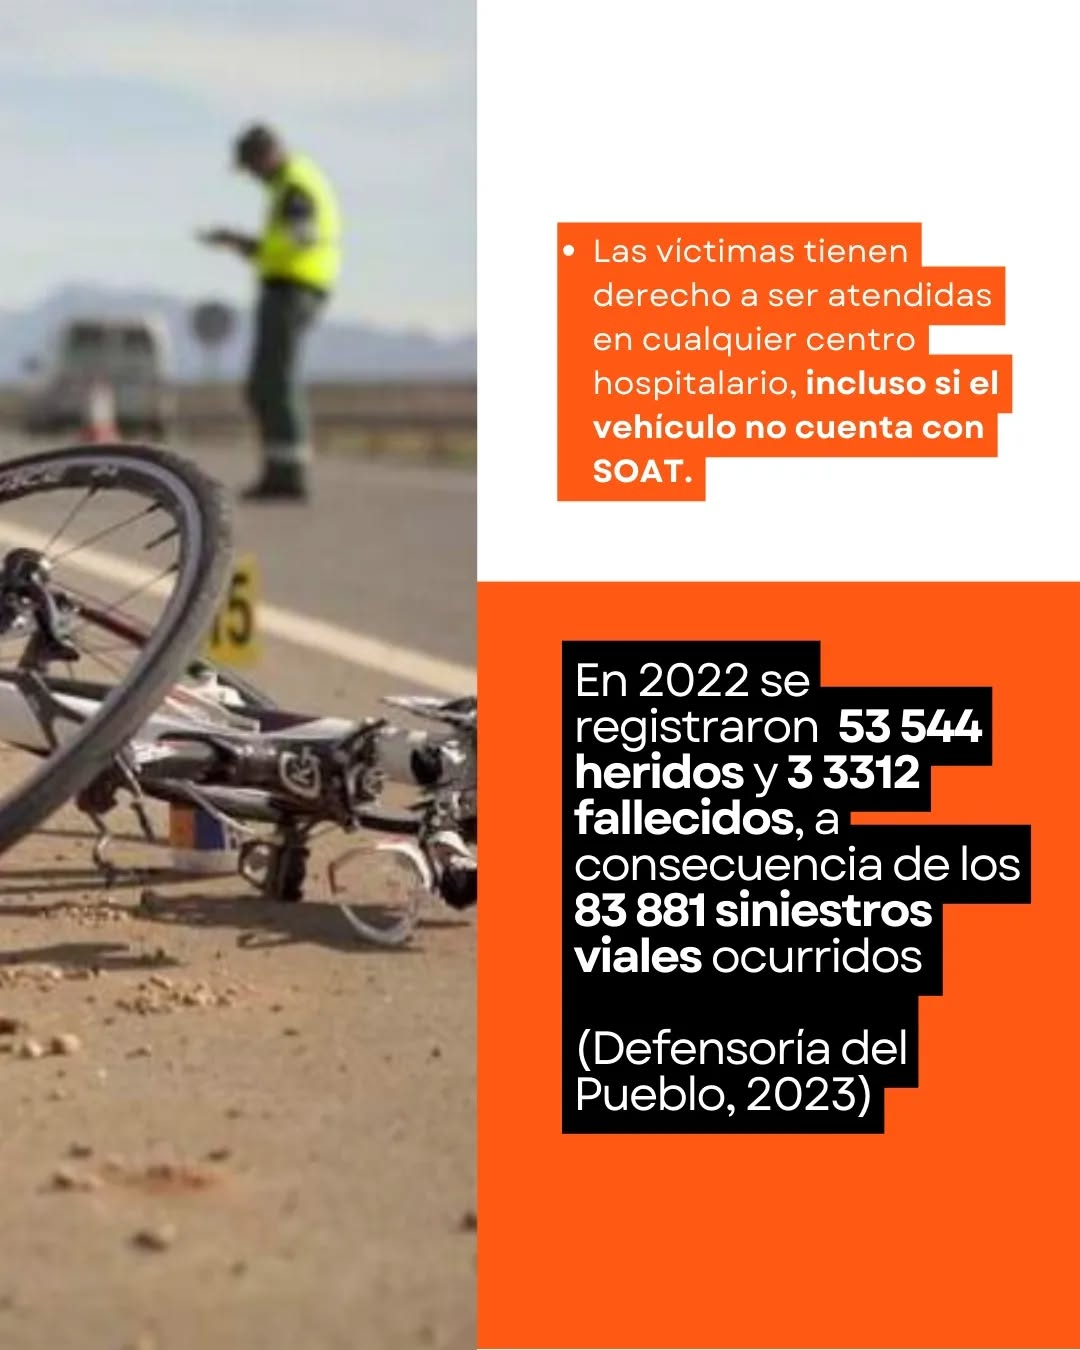 • Las víctimas tienen
derecho a ser atendidas
en cualquier centro
hospitalario, incluso si el
vehículo no cuenta con
SOAT.
15
En 2022 se
registraron 53 544
heridos y 3 3312
fallecidos, a
consecuencia de los
83 881 siniestros
viales ocurridos
(Defensoría del
Pueblo, 2023)